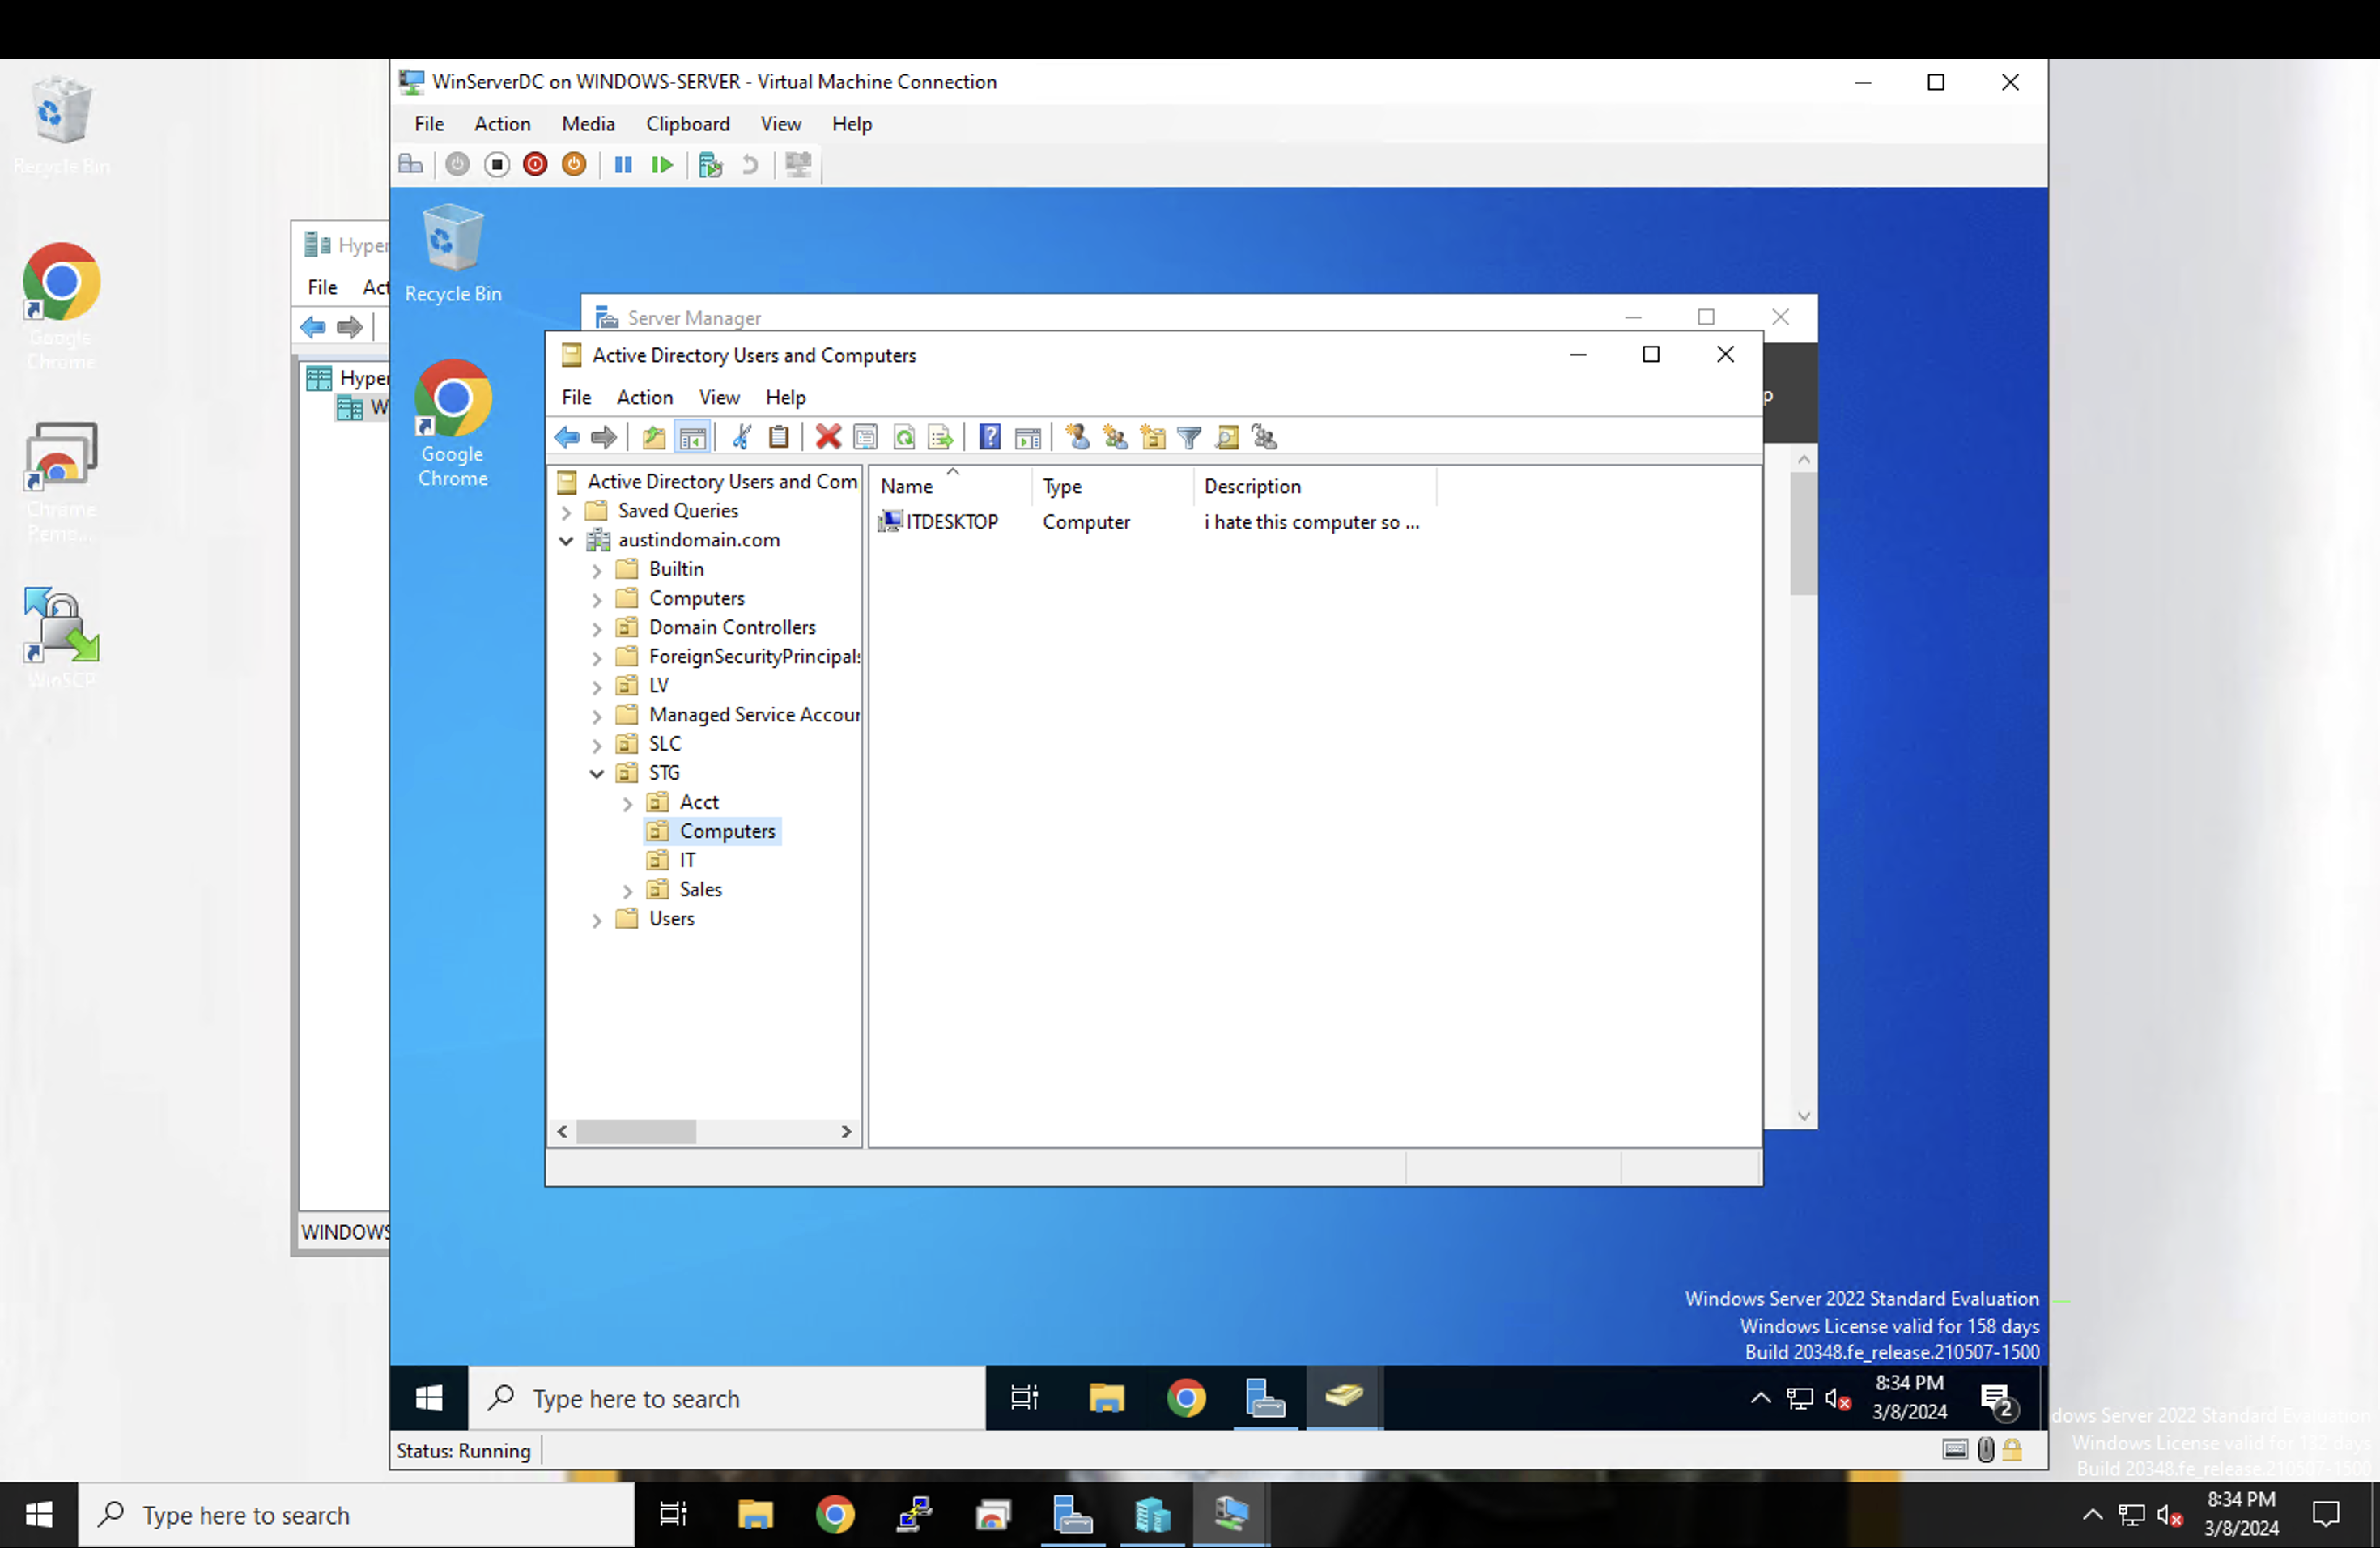 Recycle Bin
Google
Chrome
Chrome
Remo...
WinSCP
Hyper
File Act
Hyper
W
WINDOWS
WinServerDC on WINDOWS-SERVER - Virtual Machine Connection
File Action Media Clipboard View Help
Recycle Bin
Google
Chrome
Server Manager
p
Active Directory Users and Computers
File Action View Help
Active Directory Users and Com
Saved Queries
austindomain.com
Builtin
Computers
Domain Controllers
ForeignSecurityPrincipals
LV
Managed Service Accour
SLC
STG
Acct
Computers
IT
Sales
Users
Name Type Description
ITDESKTOP Computer i hate this computer so ...
Windows Server 2022 Standard Evaluation
Windows License valid for 158 days
Build 20348.fe_release.210507-1500
Type here to search
8:34 PM
3/8/2024
2
Status: Running
dows Server 2022 Standard Evaluation
Windows License valid for 132 days
Build 20348.fe_release.210507-1500
Type here to search
8:34 PM
3/8/2024